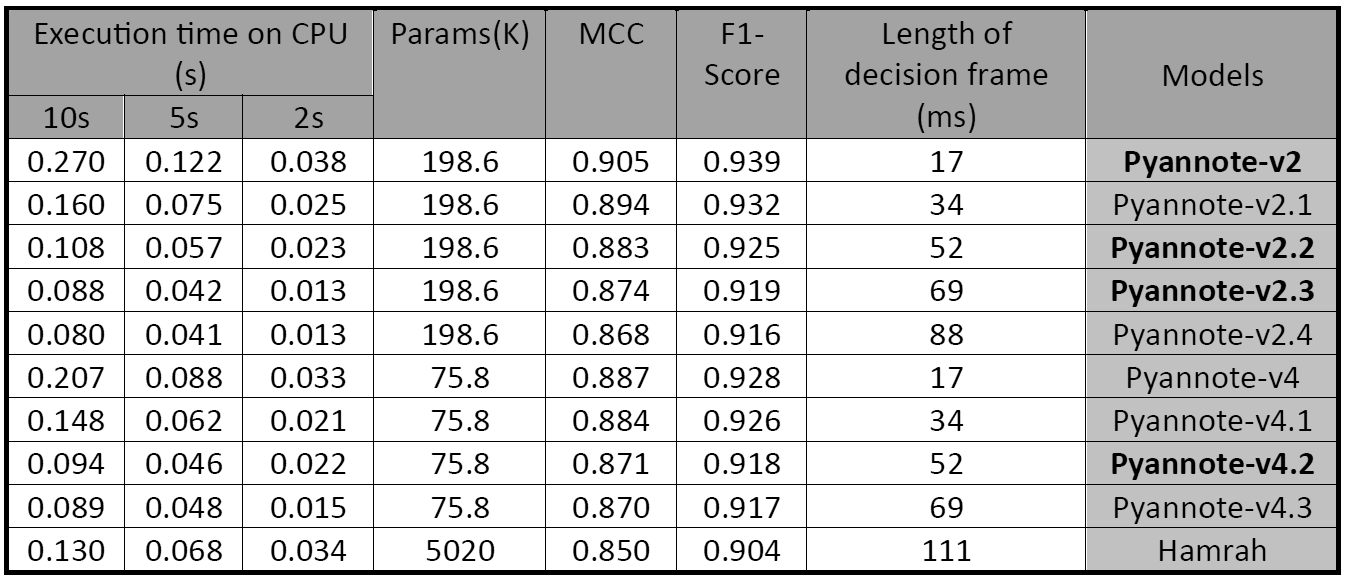 Execution time on CPU (s) Params(K) MCC F1-Score Length of decision frame (ms) Models
10s 5s 2s
0.270 0.122 0.038 198.6 0.905 0.939 17 Pyannote-v2
0.160 0.075 0.025 198.6 0.894 0.932 34 Pyannote-v2.1
0.108 0.057 0.023 198.6 0.883 0.925 52 Pyannote-v2.2
0.088 0.042 0.013 198.6 0.874 0.919 69 Pyannote-v2.3
0.080 0.041 0.013 198.6 0.868 0.916 88 Pyannote-v2.4
0.207 0.088 0.033 75.8 0.887 0.928 17 Pyannote-v4
0.148 0.062 0.021 75.8 0.884 0.926 34 Pyannote-v4.1
0.094 0.046 0.022 75.8 0.871 0.918 52 Pyannote-v4.2
0.089 0.048 0.015 75.8 0.870 0.917 69 Pyannote-v4.3
0.130 0.068 0.034 5020 0.850 0.904 111 Hamrah